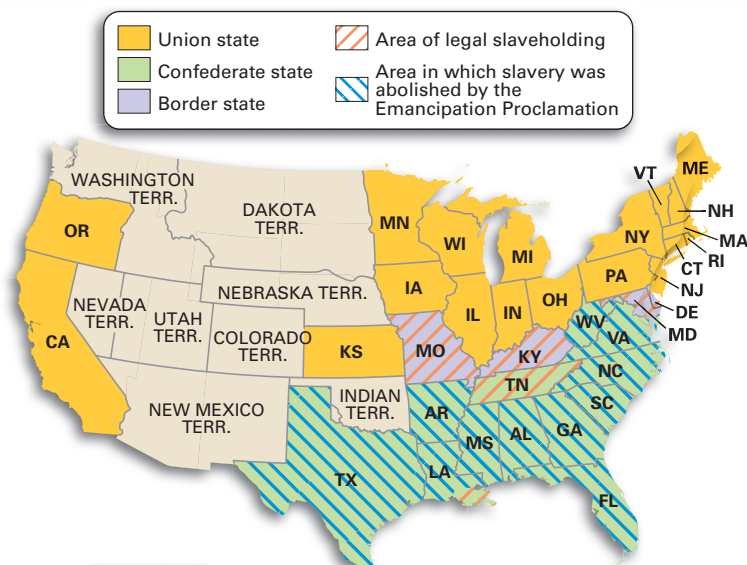 Union state
Confederate state
Border state
Area of legal slaveholding
Area in which slavery was
abolished by the
Emancipation Proclamation
WASHINGTON
TERR.
OR
DAKOTA
TERR.
MN
WI
MI
VT
ME
NH
MA
NY
RI
CT
NJ
PA
DE
MD
NEBRASKA TERR.
IA
IL
IN
OH
NEVADA
TERR.
UTAH
TERR.
COLORADO
TERR.
CA
KS
MO
KY
WV
VA
NEW MEXICO
TERR.
INDIAN
TERR.
TN
NC
AR
SC
MS
AL
GA
TX
LA
FL